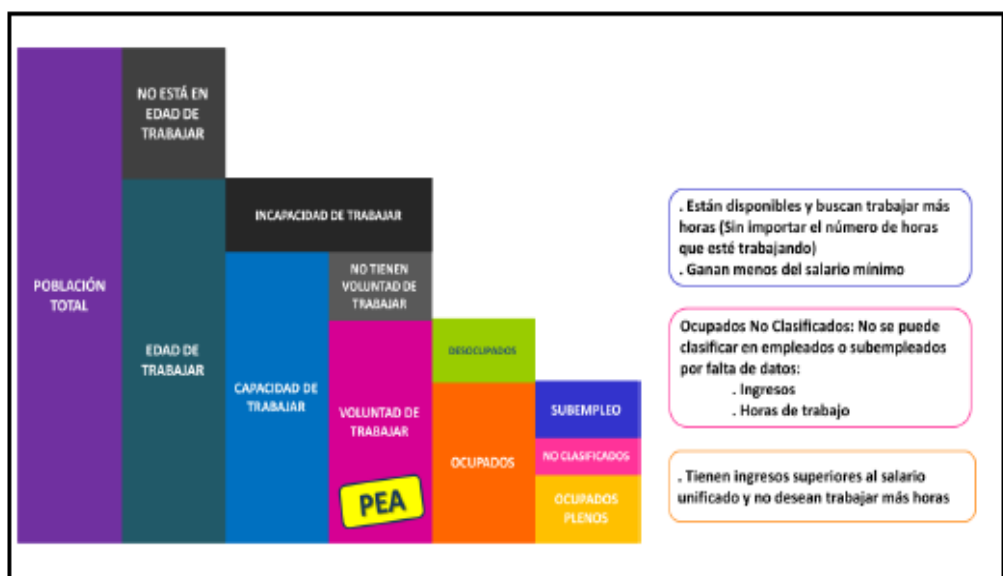 NO ESTÁ EN
EDAD DE
TRABAJAR
INCAPACIDAD DE TRABAJAR
POBLACIÓN
TOTAL
EDAD DE
TRABAJAR
NO TIENEN
VOLUNTAD DE
TRABAJAR
CAPACIDAD DE
TRABAJAR
VOLUNTAD DE
TRABAJAR
PEA
DESOCUPADOS
OCUPADOS
SUBEMPLEO
NO CLASIFICADOS
OCUPADOS
PLENOS
. Están disponibles y buscan trabajar más
horas (Sin importar el número de horas
que esté trabajando)
. Ganan menos del salario mínimo
Ocupados No Clasificados: No se puede
clasificar en empleados o subempleados
por falta de datos:
. Ingresos
. Horas de trabajo
. Tienen ingresos superiores al salario
unificado y no desean trabajar más horas